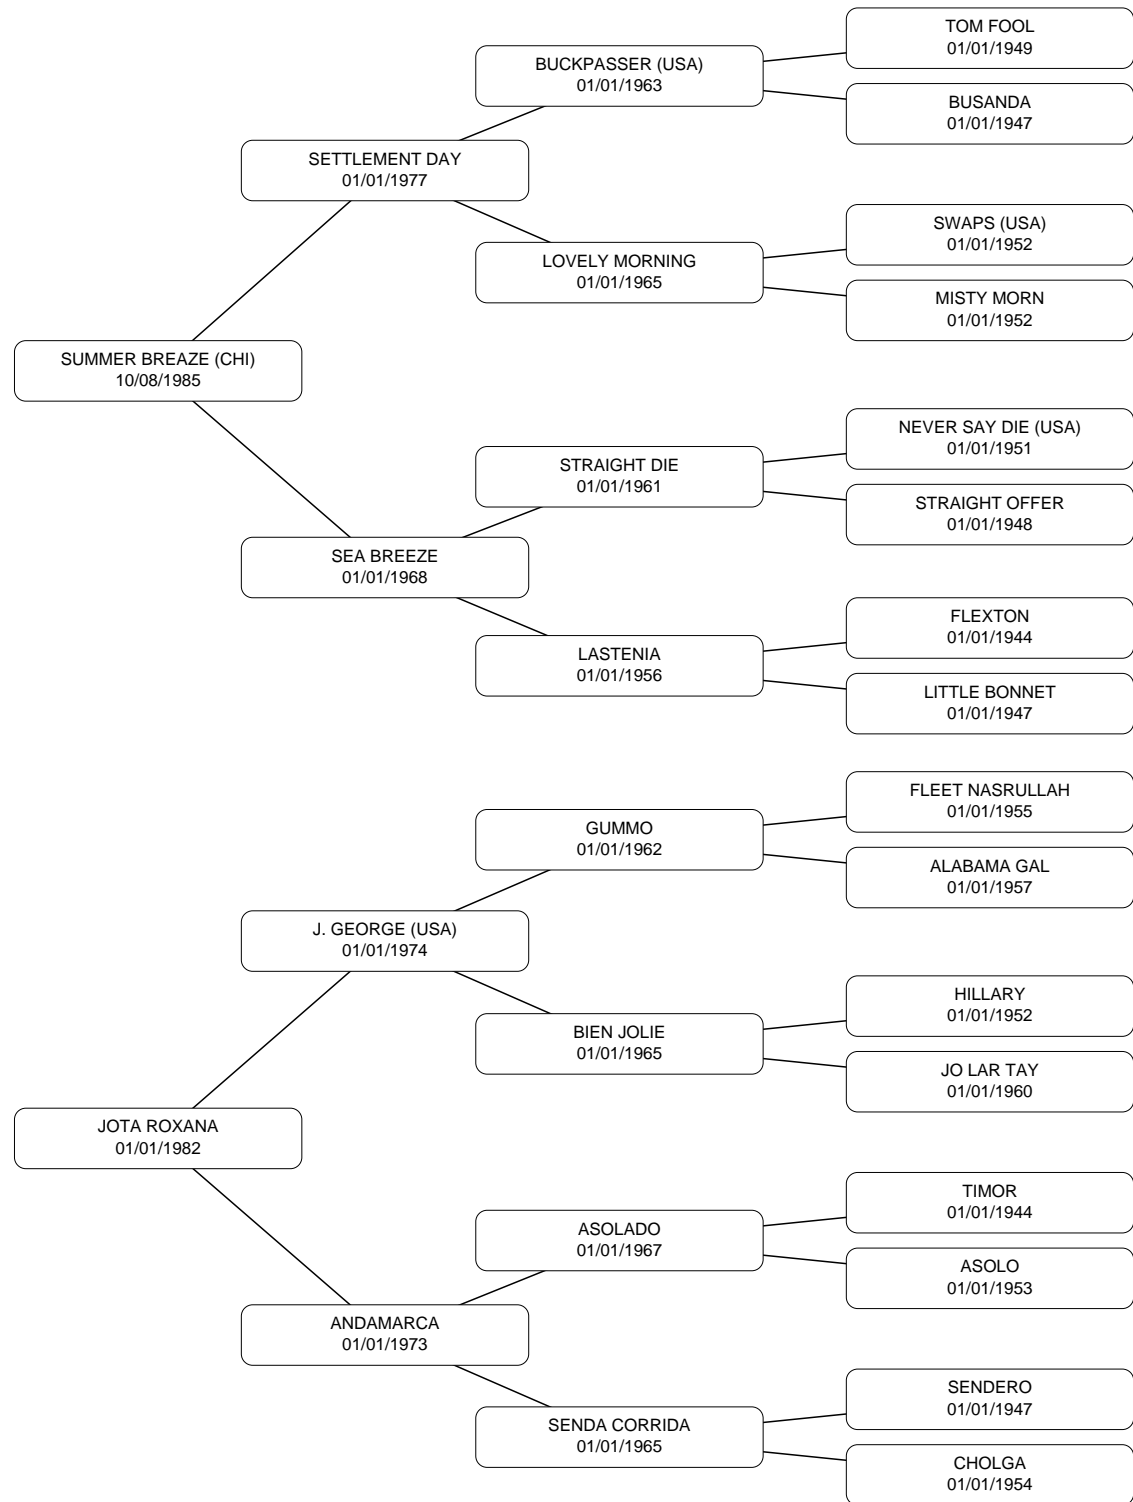 TOM FOOL
01/01/1949
BUCKPASSER (USA)
01/01/1963
BUSANDA
01/01/1947
SETTLEMENT DAY
01/01/1977
SWAPS (USA)
01/01/1952
LOVELY MORNING
01/01/1965
MISTY MORN
01/01/1952
SUMMER BREAZE (CHI)
10/08/1985
NEVER SAY DIE (USA)
01/01/1951
STRAIGHT DIE
01/01/1961
STRAIGHT OFFER
01/01/1948
SEA BREEZE
01/01/1968
FLEXTON
01/01/1944
LASTENIA
01/01/1956
LITTLE BONNET
01/01/1947
FLEET NASRULLAH
01/01/1955
GUMMO
01/01/1962
ALABAMA GAL
01/01/1957
J. GEORGE (USA)
01/01/1974
HILLARY
01/01/1952
BIEN JOLIE
01/01/1965
JO LAR TAY
01/01/1960
JOTA ROXANA
01/01/1982
TIMOR
01/01/1944
ASOLADO
01/01/1967
ASOLO
01/01/1953
ANDAMARCA
01/01/1973
SENDERO
01/01/1947
SENDA CORRIDA
01/01/1965
CHOLGA
01/01/1954